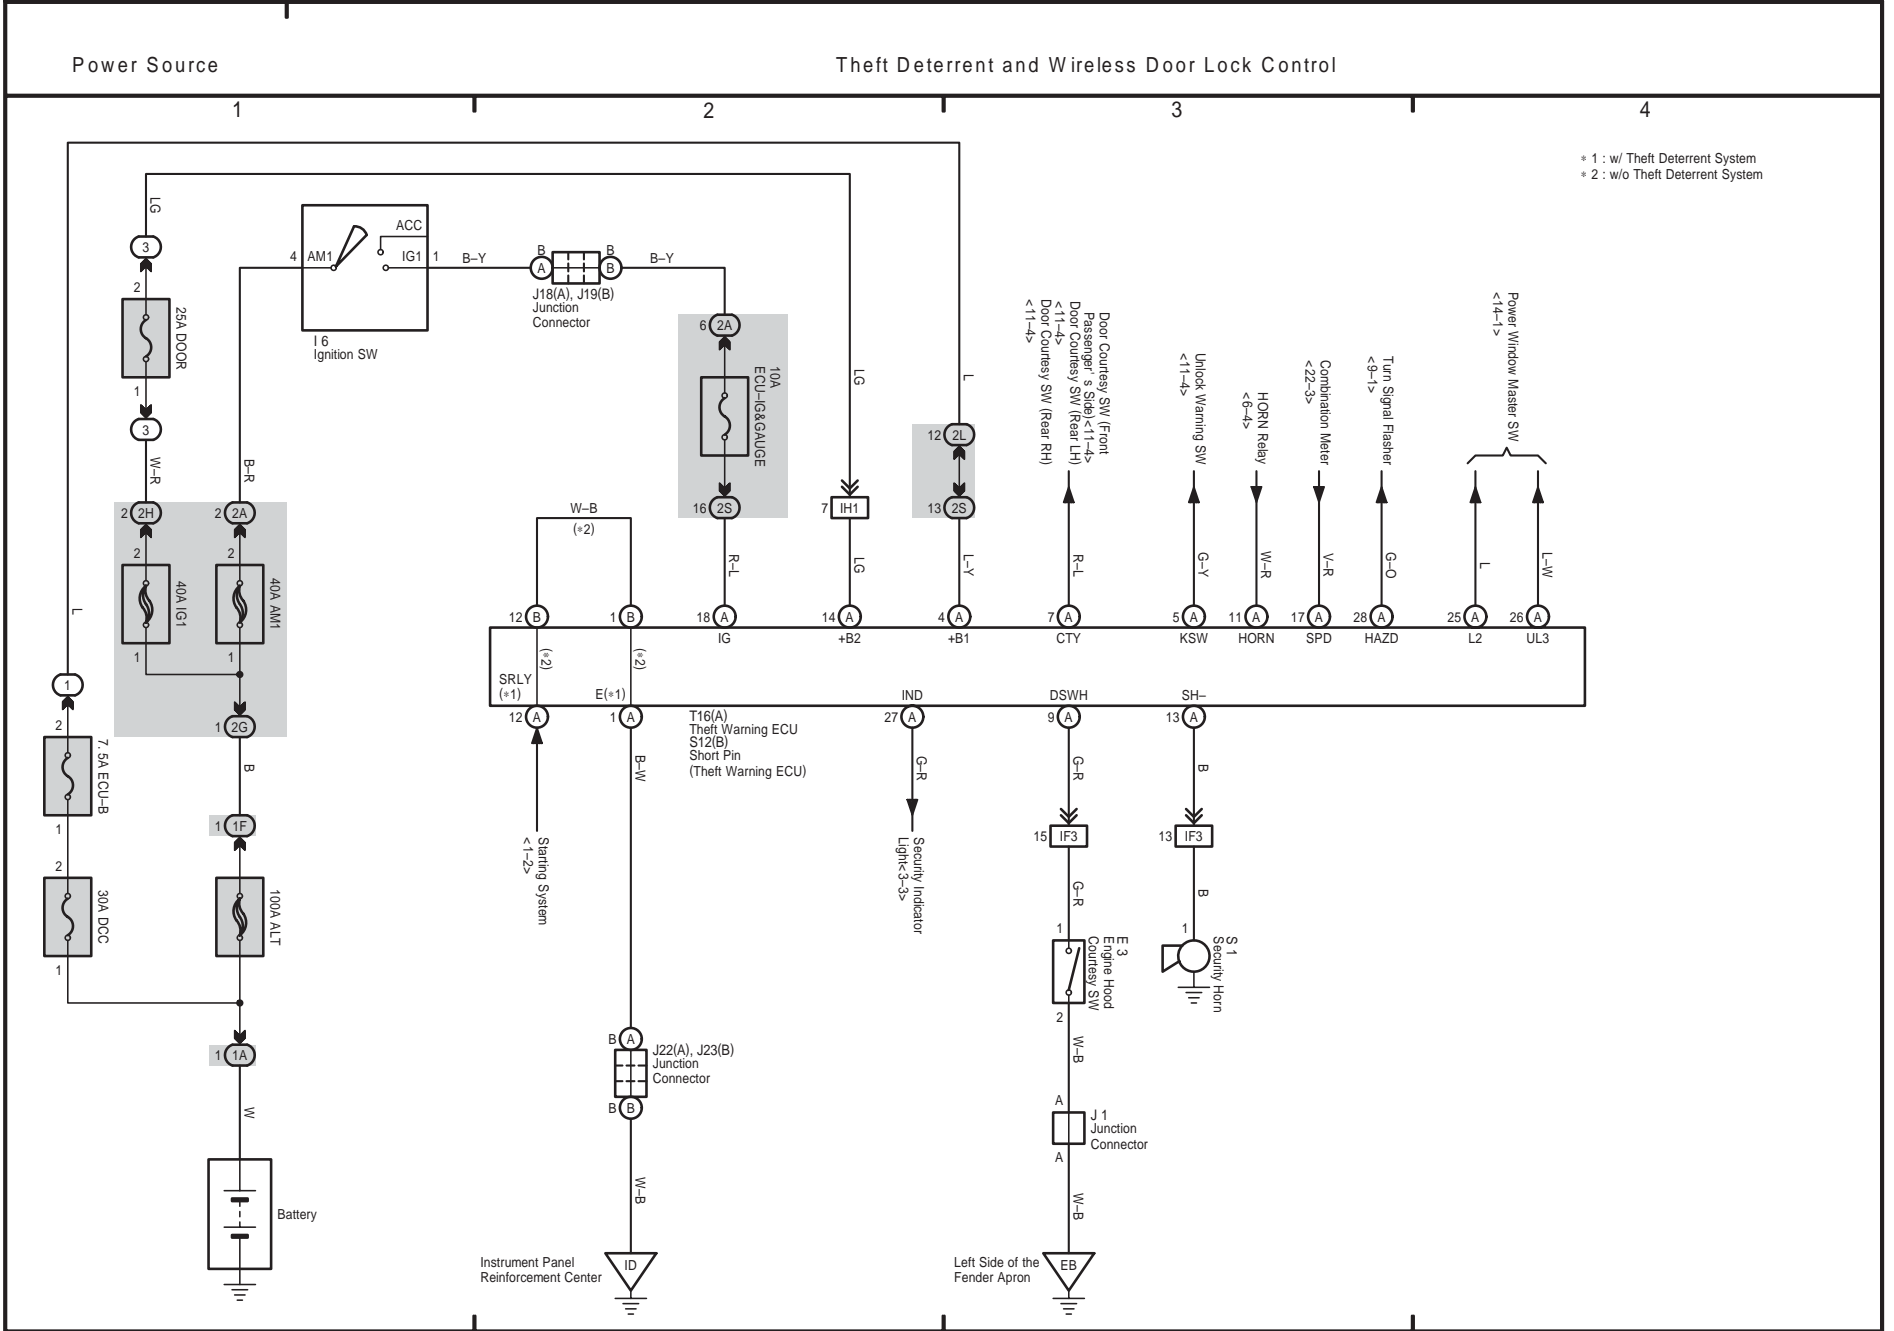 Power Source
Theft Deterrent and Wireless Door Lock Control
1
2
3
4
* 1 : w/ Theft Deterrent System
* 2 : w/o Theft Deterrent System
LG
3
2
25A DOOR
1
3
W–R
2 2H
2 2A
2
40A IG1
1
2
40A AM1
1
1 2G
B
1 1F
100A ALT
1 1A
W
Battery
L
1
2
7. 5A ECU–B
1
2
30A DCC
1
B–R
4 AM1
ACC
IG1 1
I 6
Ignition SW
B–Y
B
A
B
B
J18(A), J19(B)
Junction
Connector
B–Y
6 2A
10A
ECU–IG&GAUGE
16 2S
R–L
W–B
(*2)
LG
7 IH1
LG
L
12 2L
13 2S
L–Y
Door Courtesy SW (Front
Passenger' s Side)<11–4>
Door Courtesy SW (Rear LH)
<11–4>
Door Courtesy SW (Rear RH)
<11–4>
R–L
Unlock Warning SW
<11–4>
G–Y
HORN Relay
<6–4>
W–R
Combination Meter
<22–3>
V–R
Turn Signal Flasher
<9–1>
G–O
Power Window Master SW
<14–1>
L
L–W
12 B
1 B
18 A
14 A
4 A
7 A
5 A
11 A
17 A
28 A
25 A
26 A
IG
+B2
+B1
CTY
KSW
HORN
SPD
HAZD
L2
UL3
(*2)
(*2)
SRLY
(*1)
E(*1)
IND
DSWH
SH–
12 A
1 A
27 A
9 A
13 A
T16(A)
Theft Warning ECU
S12(B)
Short Pin
(Theft Warning ECU)
Starting System
<1–2>
B–W
B A
J22(A), J23(B)
Junction
Connector
B B
W–B
Instrument Panel
Reinforcement Center
ID
G–R
Security Indicator
Light<3–3>
G–R
15 IF3
G–R
1
E 3
Engine Hood
Courtesy SW
2
W–B
A
J 1
Junction
Connector
A
W–B
Left Side of the
Fender Apron
EB
B
13 IF3
B
1
S 1
Security Horn